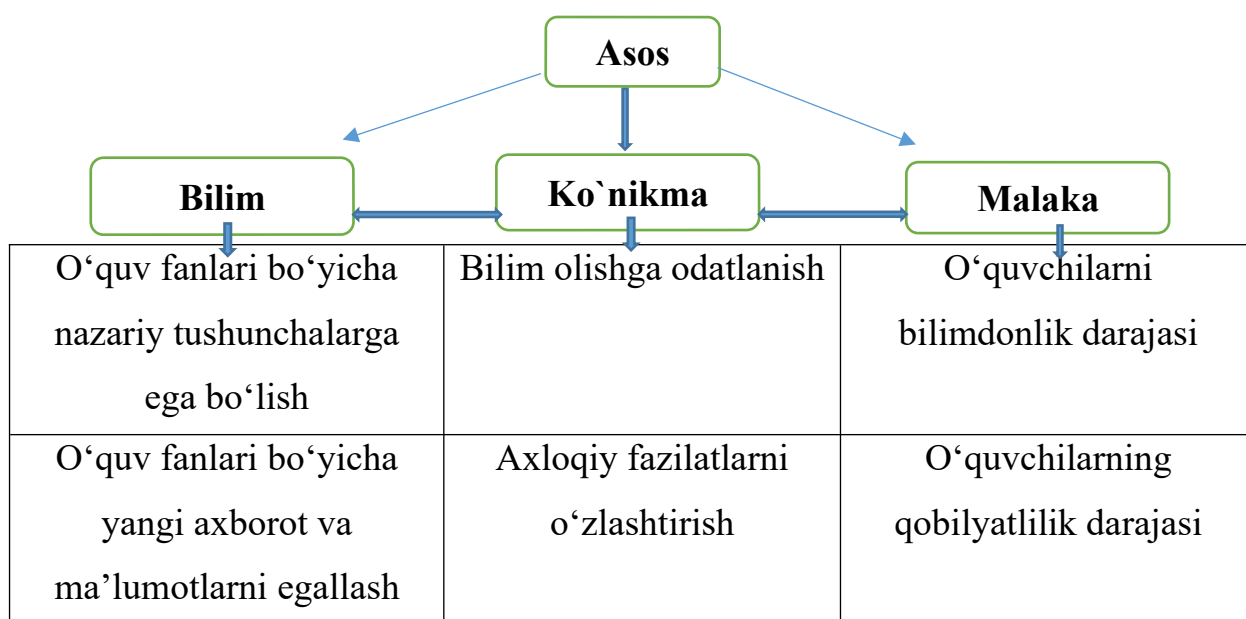 Asos
Bilim
Ko`nikma
Malaka
O‘quv fanlari bo‘yicha
nazariy tushunchalarga
ega bo‘lish
Bilim olishga odatlanish
O‘quvchilarni
bilimdonlik darajasi
O‘quv fanlari bo‘yicha
yangi axborot va
ma’lumotlarni egallash
Axloqiy fazilatlarni
o‘zlashtirish
O‘quvchilarning
qobilyatlilik darajasi